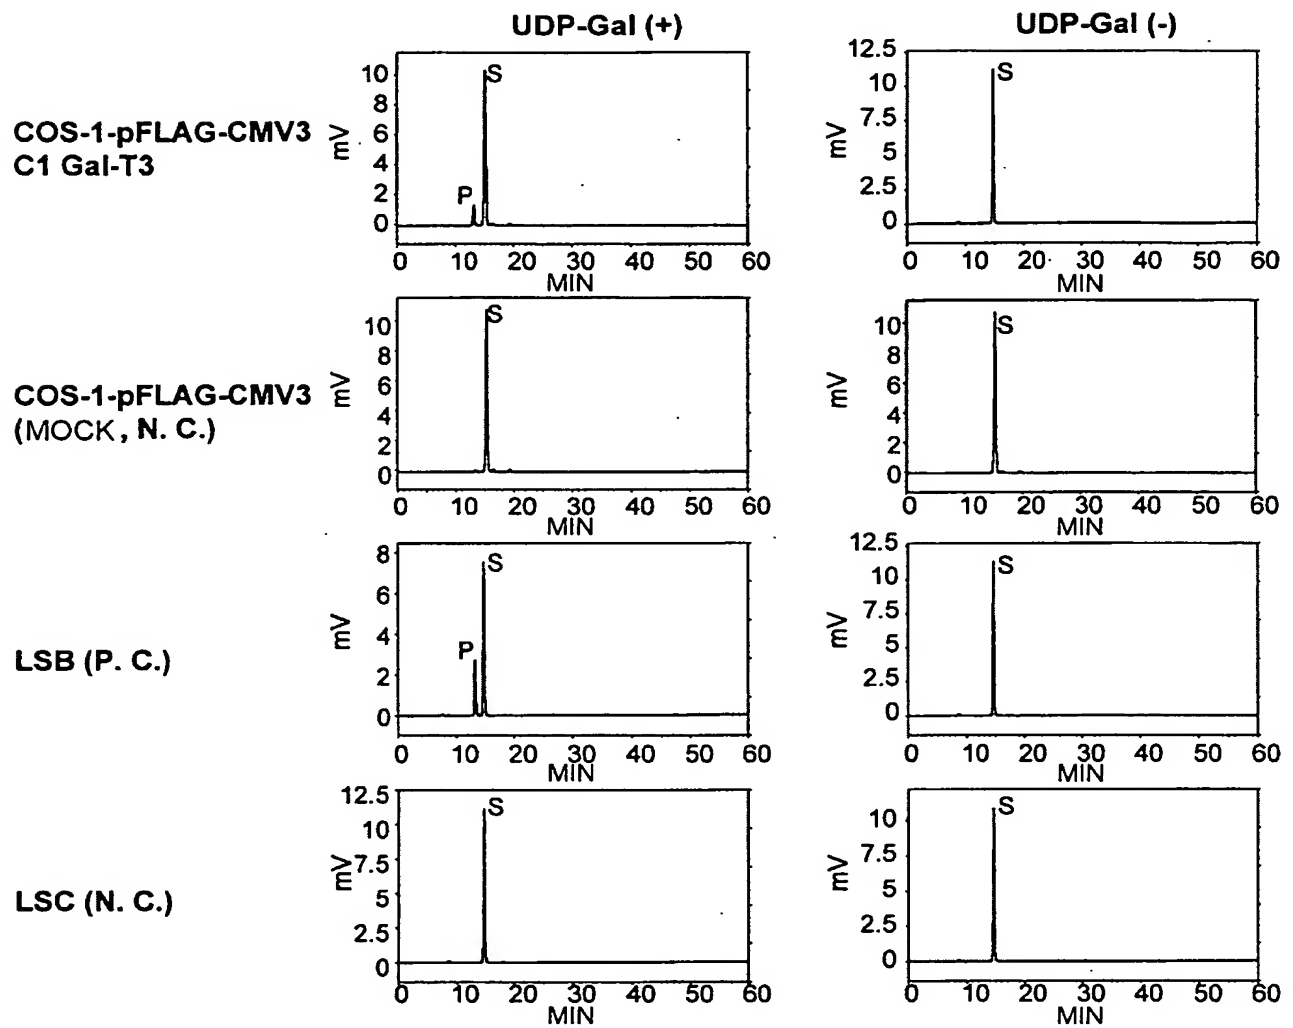 UDP-Gal (+)
UDP-Gal (-)
COS-1-pFLAG-CMV3
C1 Gal-T3
mV
10
8
6
4
2
0
P
S
0 10 20 30 40 50 60
MIN
mV
12.5
10
7.5
5
2.5
0
S
0 10 20 30 40 50 60
MIN
COS-1-pFLAG-CMV3
(MOCK, N. C.)
mV
10
8
6
4
2
0
S
0 10 20 30 40 50 60
MIN
mV
10
8
6
4
2
0
S
0 10 20 30 40 50 60
MIN
LSB (P. C.)
mV
8
6
4
2
0
P
S
0 10 20 30 40 50 60
MIN
mV
12.5
10
7.5
5
2.5
0
S
0 10 20 30 40 50 60
MIN
LSC (N. C.)
mV
12.5
10
7.5
5
2.5
0
S
0 10 20 30 40 50 60
MIN
mV
10
7.5
5
2.5
0
S
0 10 20 30 40 50 60
MIN